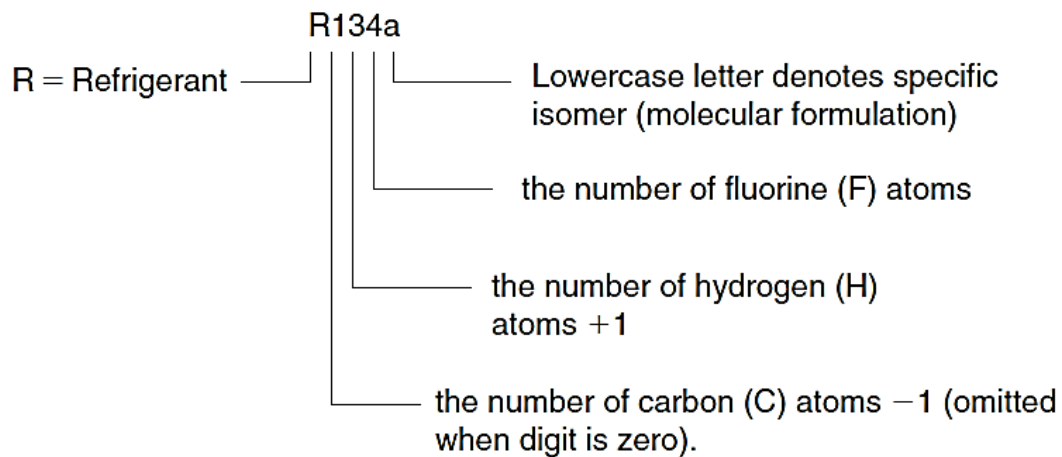 R134a
R = Refrigerant
Lowercase letter denotes specific
isomer (molecular formulation)
the number of fluorine (F) atoms
the number of hydrogen (H)
atoms +1
the number of carbon (C) atoms −1 (omitted
when digit is zero).